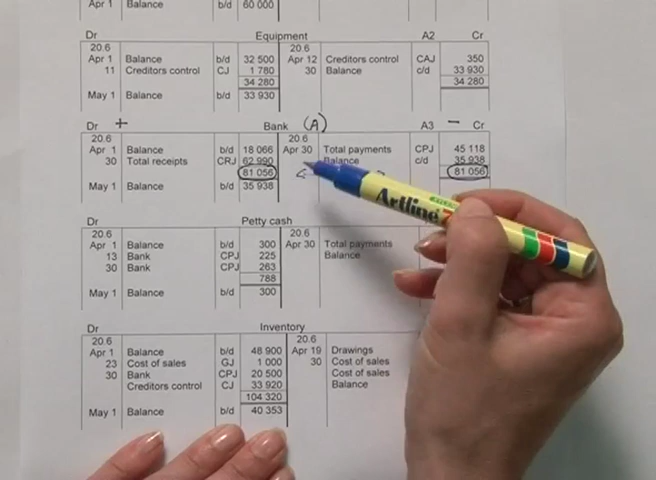 Apr 1 Balance b/d 60 000
Dr Equipment A2 Cr
20.6 20.6
Apr 1 Balance b/d 32 500 Apr 12 Creditors control CAJ 350
11 Creditors control CJ 1 780 30 Balance c/d 33 930
34 280 34 280
May 1 Balance b/d 33 930
Dr + Bank (A) A3 − Cr
20.6 20.6
Apr 1 Balance b/d 18 066 Apr 30 Total payments CPJ 45 118
30 Total receipts CRJ 62 990 Balance c/d 35 938
81 056 81 056
May 1 Balance b/d 35 938
Dr Petty cash
20.6 20.6
Apr 1 Balance b/d 300 Apr 30 Total payments
13 Bank CPJ 225 Balance
30 Bank CPJ 263
788
May 1 Balance b/d 300
Dr Inventory
20.6 20.6
Apr 1 Balance b/d 48 900 Apr 19 Drawings
23 Cost of sales GJ 1 000 30 Cost of sales
30 Bank CPJ 20 500 Cost of sales
Creditors control CJ 33 920 Balance
104 320
May 1 Balance b/d 40 353
Artline